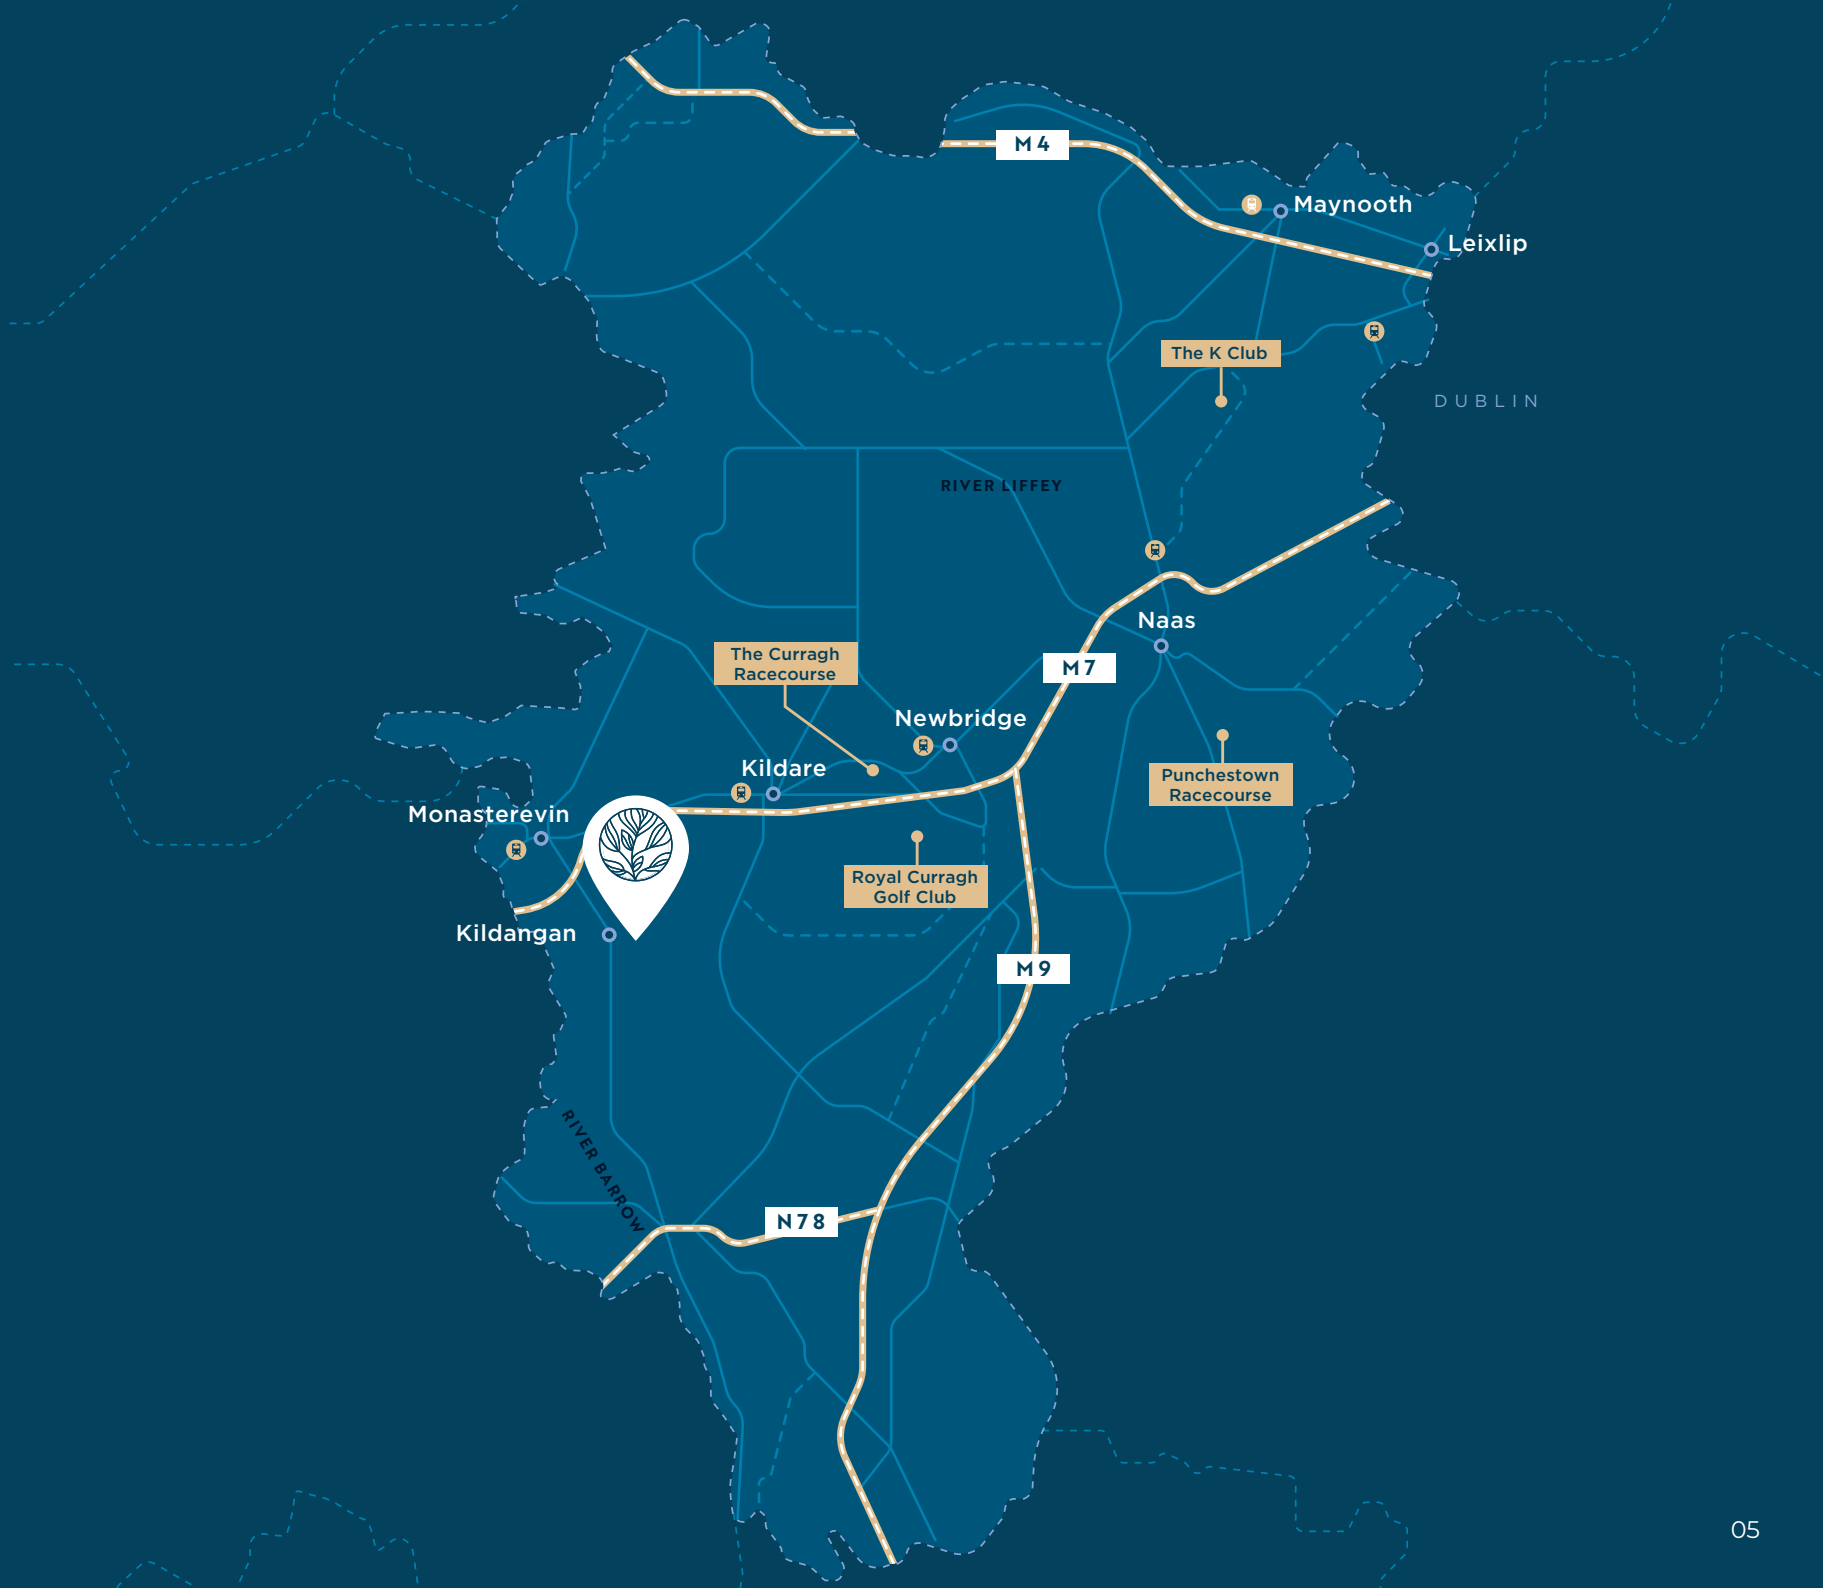 M4
Maynooth
Leixlip
The K Club
DUBLIN
RIVER LIFFEY
Naas
The Curragh
Racecourse
M7
Newbridge
Kildare
Punchestown
Racecourse
Monasterevin
Royal Curragh
Golf Club
Kildangan
M9
RIVER BARROW
N78
05